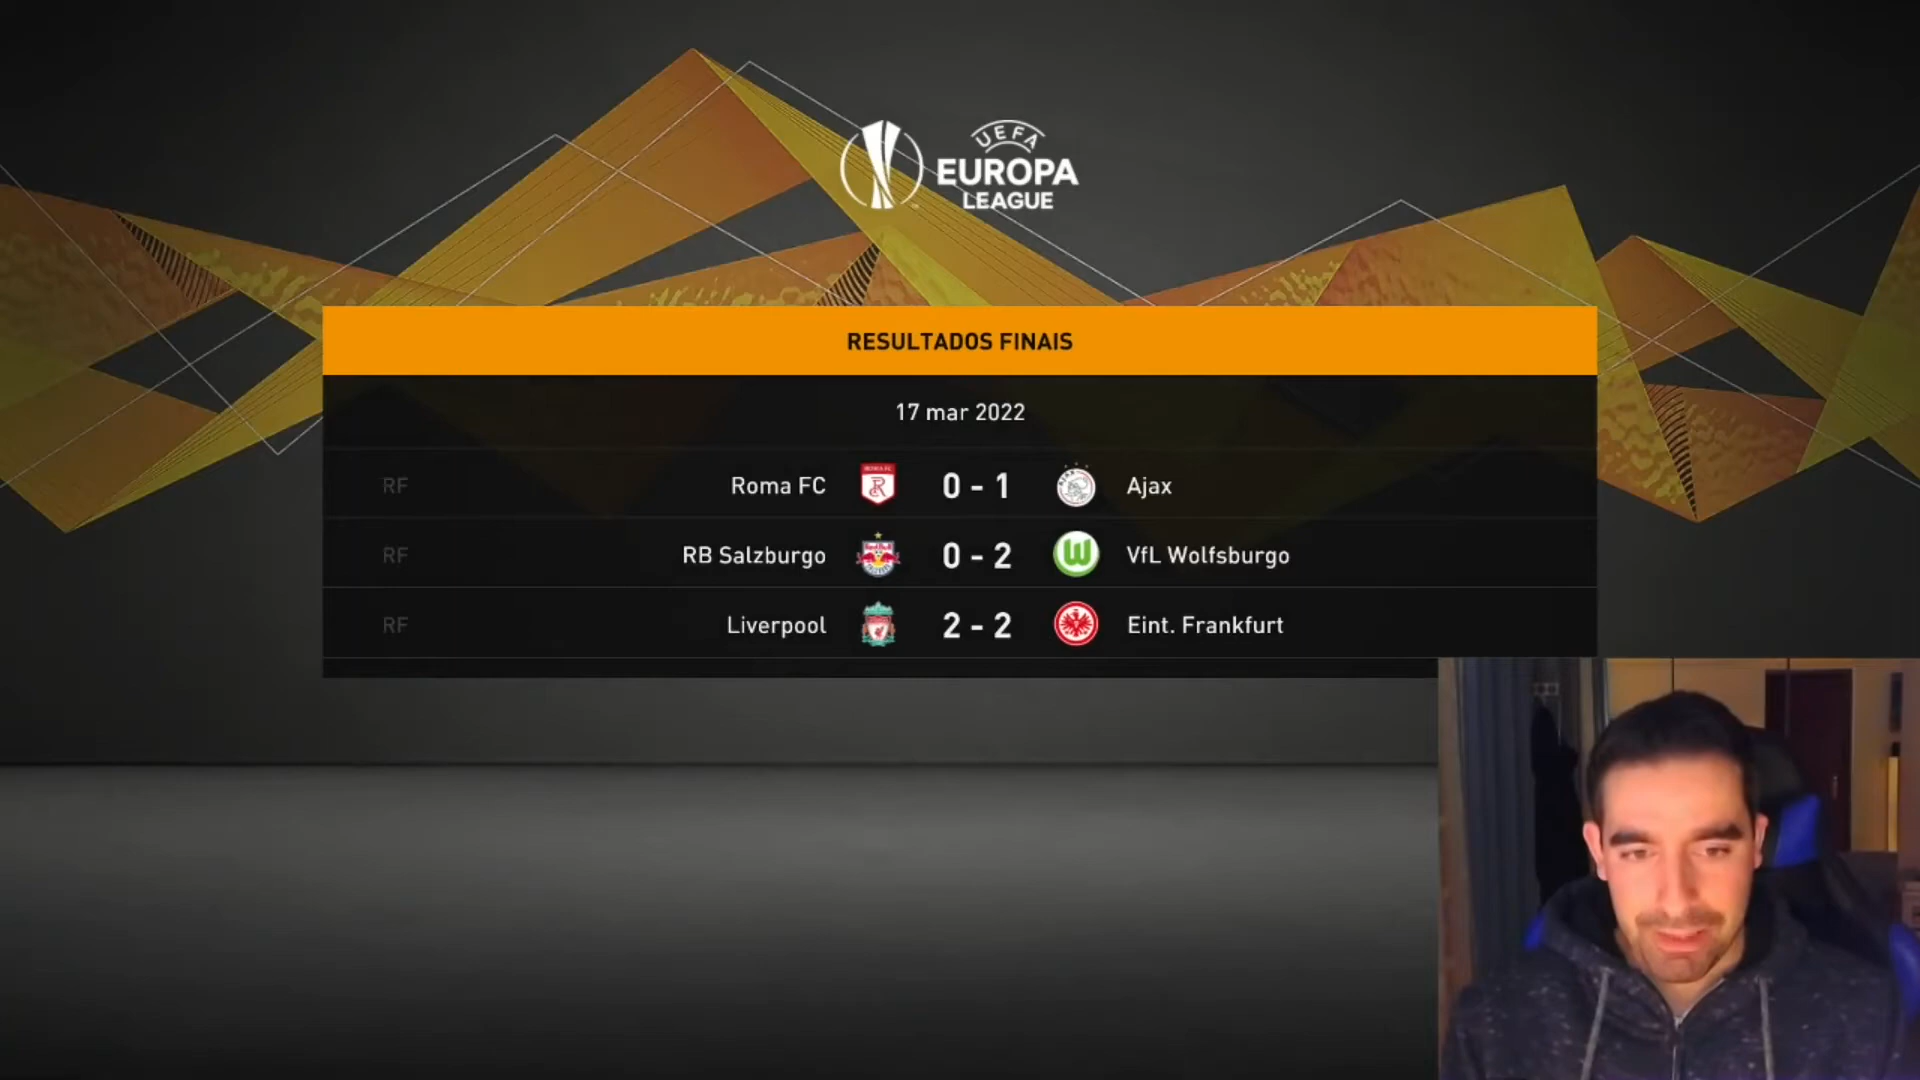 UEFA
EUROPA
LEAGUE
RESULTADOS FINAIS
17 mar 2022
RF Roma FC 0 - 1 Ajax
RF RB Salzburgo 0 - 2 VfL Wolfsburgo
RF Liverpool 2 - 2 Eint. Frankfurt